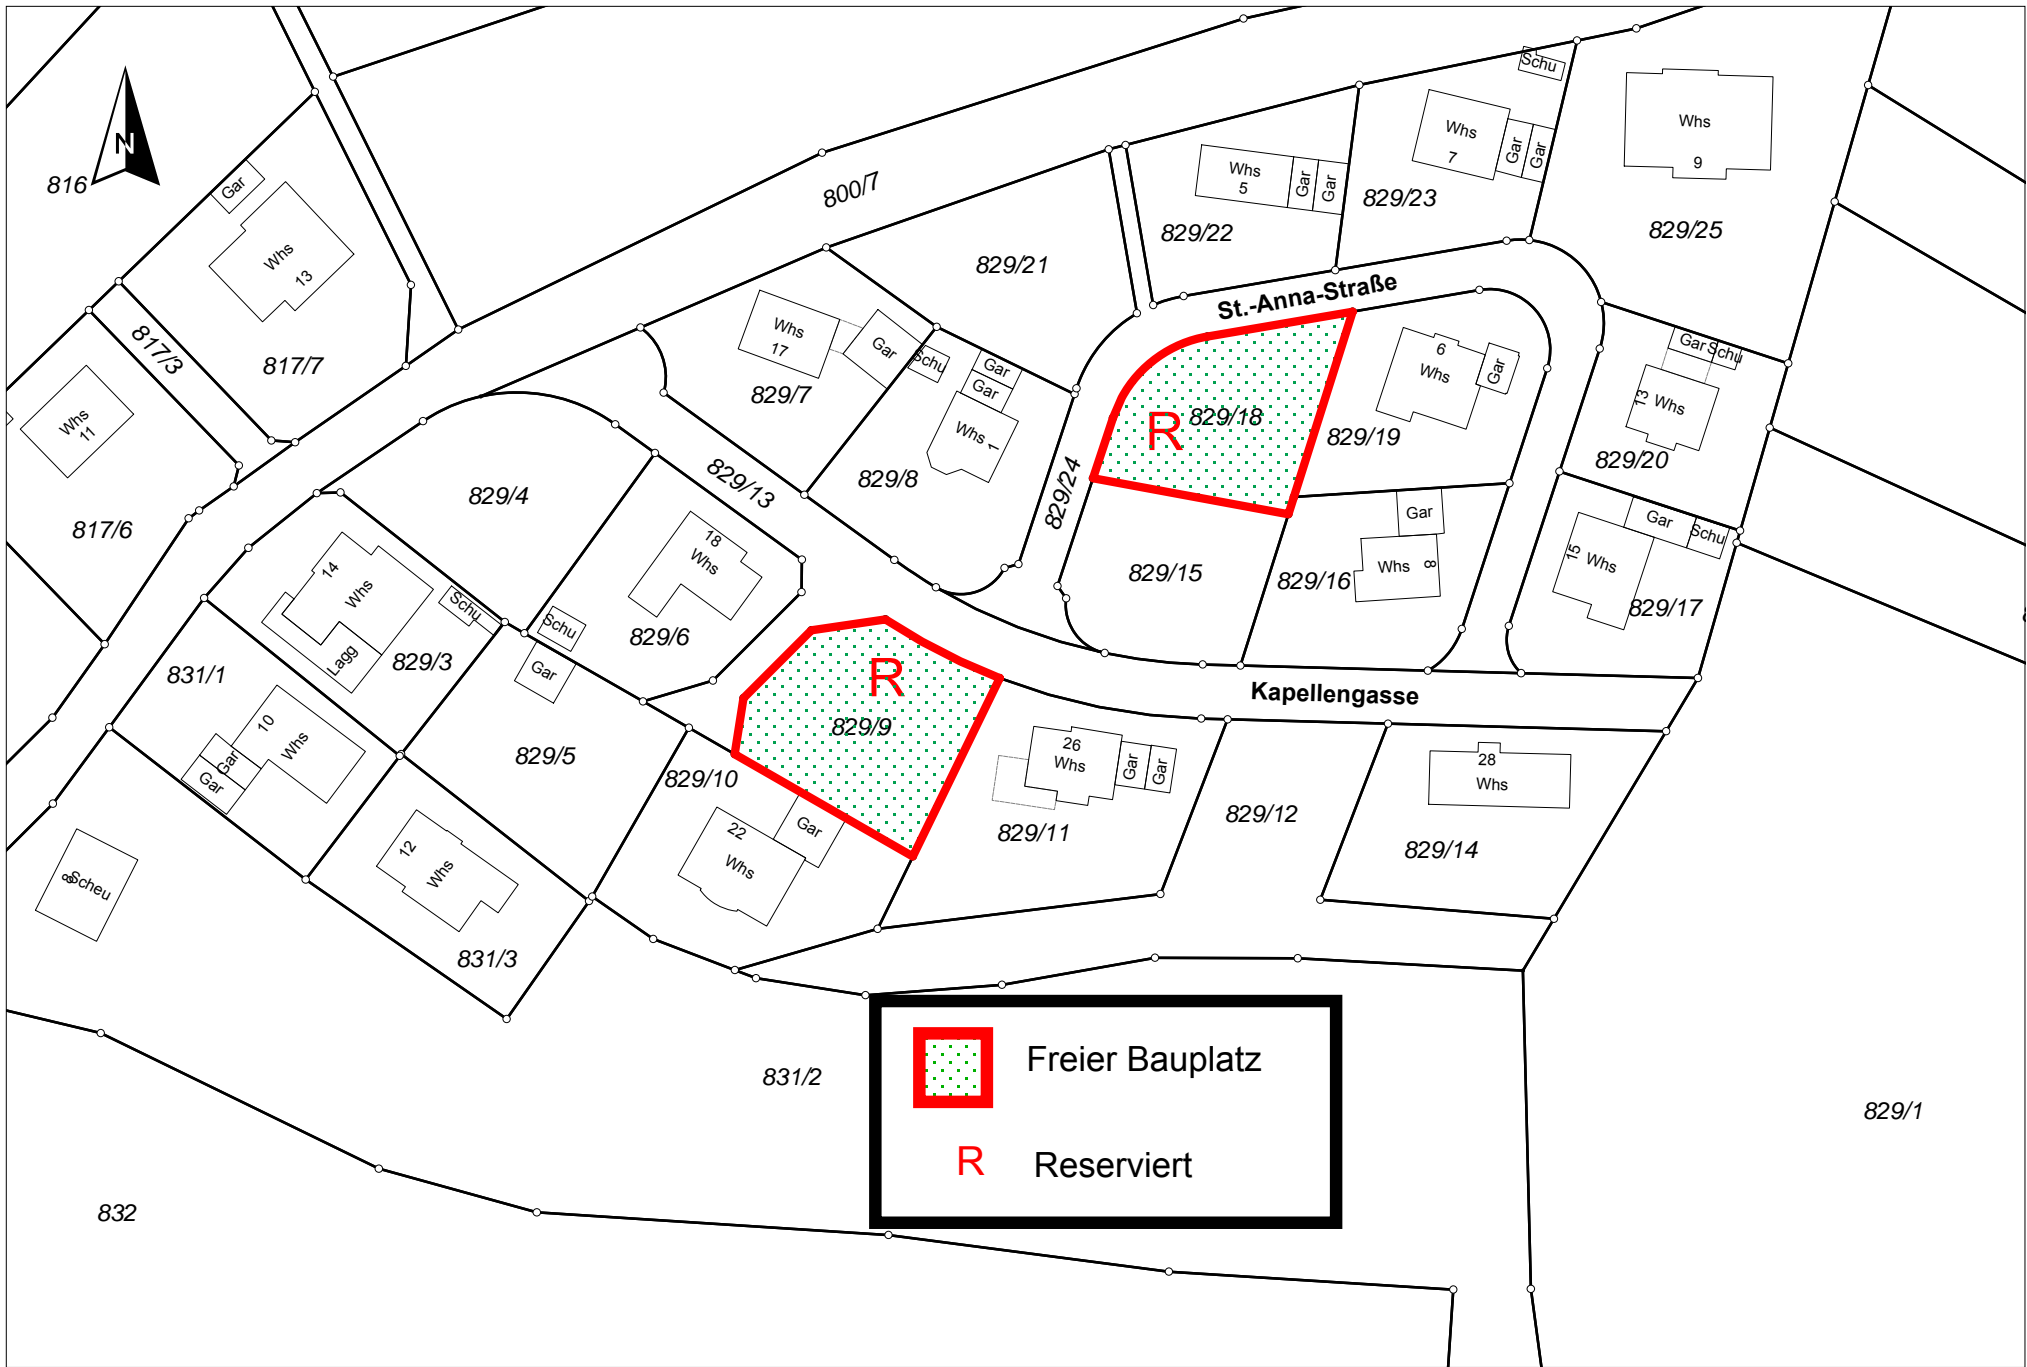 N
816
Gar
Whs
13
817/3
817/7
Whs
11
817/6
800/7
829/21
829/22
Whs
5
Gar
Gar
Schu
Whs
7
Gar
Gar
829/23
Whs
9
829/25
St.-Anna-Straße
Whs
17
Gar
829/7
Schu
Gar
Gar
Whs
1
829/8
829/24
R
829/18
6
Whs
Gar
829/19
Gar
Schu
13
Whs
829/20
829/4
829/13
18
Whs
829/6
Schu
Gar
14
Whs
Lagg
Schu
829/3
829/15
829/16
Gar
Whs
8
15
Whs
Gar
Schu
829/17
831/1
10
Whs
Gar
Gar
829/5
R
829/9
829/10
22
Whs
Gar
Kapellengasse
26
Whs
Gar
Gar
829/11
829/12
28
Whs
829/14
8
Scheu
12
Whs
831/3
831/2
Freier Bauplatz
R Reserviert
829/1
832